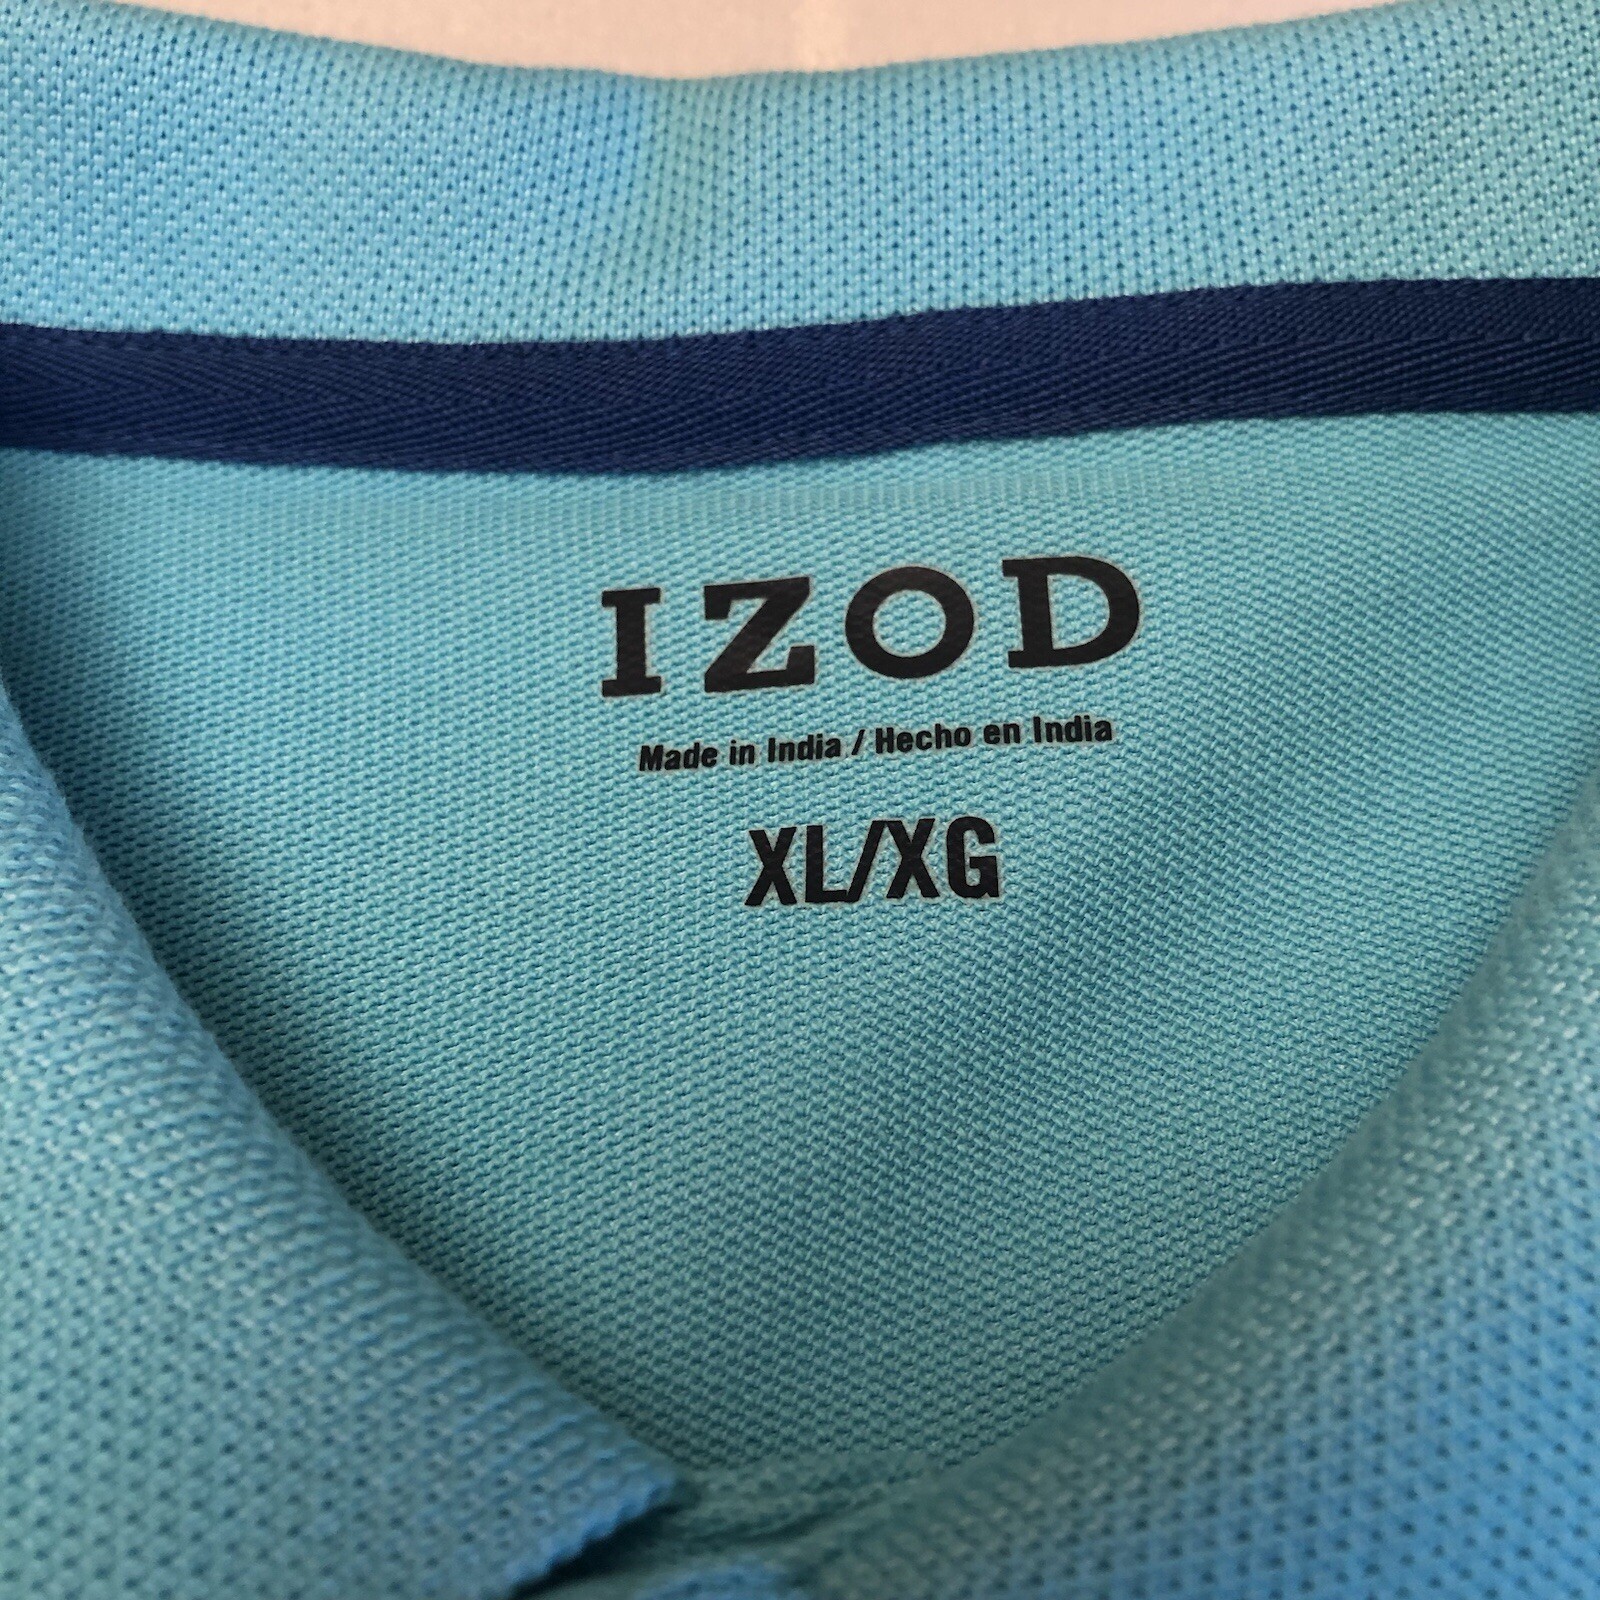 IZOD
Made in India / Hecho en India
XL/XG